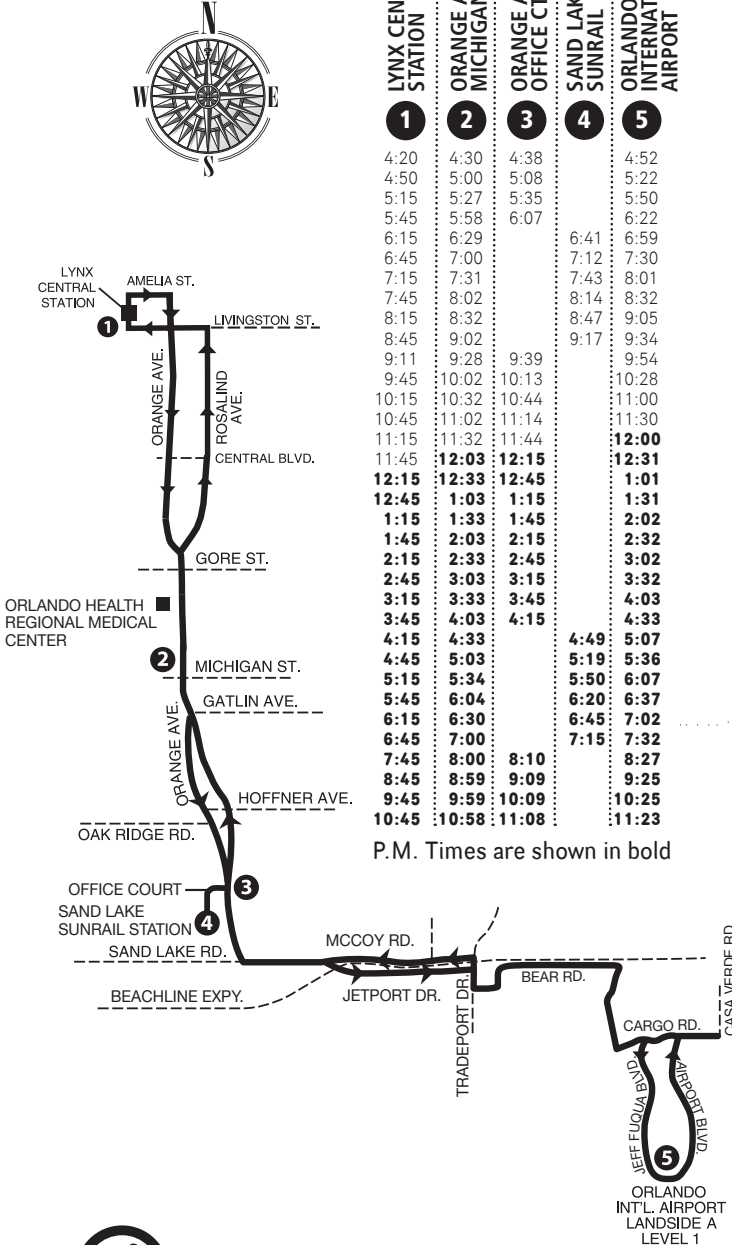 N
W
E
S
LYNX CEN
STATION
ORANGE A
MICHIGAN
ORANGE A
OFFICE CT
SAND LAK
SUNRAIL
ORLANDO
INTERNAT
AIRPORT
1 2 3 4 5
4:20 4:30 4:38 4:52
4:50 5:00 5:08 5:22
5:15 5:27 5:35 5:50
5:45 5:58 6:07 6:22
6:15 6:29 6:41 6:59
6:45 7:00 7:12 7:30
7:15 7:31 7:43 8:01
7:45 8:02 8:14 8:32
8:15 8:32 8:47 9:05
8:45 9:02 9:17 9:34
9:11 9:28 9:39 9:54
9:45 10:02 10:13 10:28
10:15 10:32 10:44 11:00
10:45 11:02 11:14 11:30
11:15 11:32 11:44 12:00
11:45 12:03 12:15 12:31
12:15 12:33 12:45 1:01
12:45 1:03 1:15 1:31
1:15 1:33 1:45 2:02
1:45 2:03 2:15 2:32
2:15 2:33 2:45 3:02
2:45 3:03 3:15 3:32
3:15 3:33 3:45 4:03
3:45 4:03 4:15 4:33
4:15 4:33 4:49 5:07
4:45 5:03 5:19 5:36
5:15 5:34 5:50 6:07
5:45 6:04 6:20 6:37
6:15 6:30 6:45 7:02
6:45 7:00 7:15 7:32
7:45 8:00 8:10 8:27
8:45 8:59 9:09 9:25
9:45 9:59 10:09 10:25
10:45 10:58 11:08 11:23
P.M. Times are shown in bold
LYNX
CENTRAL
STATION
AMELIA ST.
1
LIVINGSTON ST.
ORANGE AVE.
ROSALIND
AVE.
CENTRAL BLVD.
GORE ST.
ORLANDO HEALTH
REGIONAL MEDICAL
CENTER
2
MICHIGAN ST.
GATLIN AVE.
ORANGE AVE.
HOFFNER AVE.
OAK RIDGE RD.
OFFICE COURT
3
SAND LAKE
SUNRAIL STATION
4
SAND LAKE RD.
MCCOY RD.
BEACHLINE EXPY.
JETPORT DR.
TRADEPORT DR.
BEAR RD.
CASA VERDE RD
CARGO RD.
JEFF FUQUA BLVD.
AIRPORT BLVD.
5
ORLANDO
INT'L. AIRPORT
LANDSIDE A
LEVEL 1